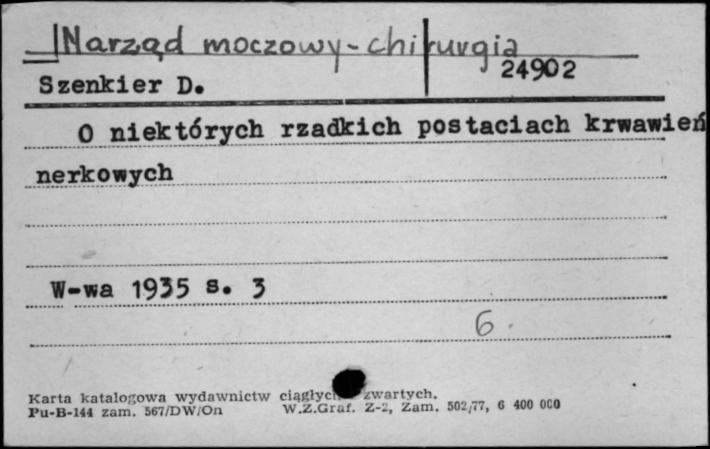 Narząd moczowy-chirurgia
24902
Szenkier D.
O niektórych rzadkich postaciach krwawień
nerkowych
W-wa 1935 s. 3
6.
Karta katalogowa wydawnictw ciągłych zwartych.
Pu-B-144 zam. 567/DW/On W.Z.Graf. Z-2, Zam. 502/77, 6 400 000